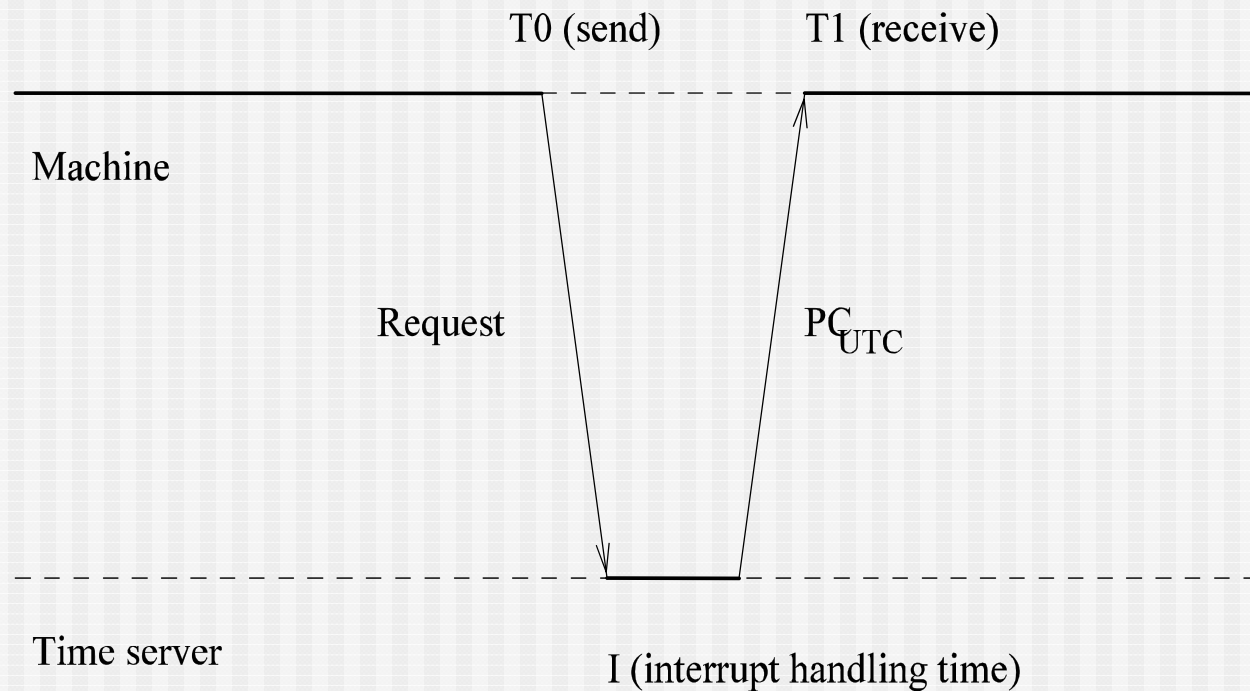 T0 (send)
T1 (receive)
Machine
Request
PC
UTC
Time server
I (interrupt handling time)